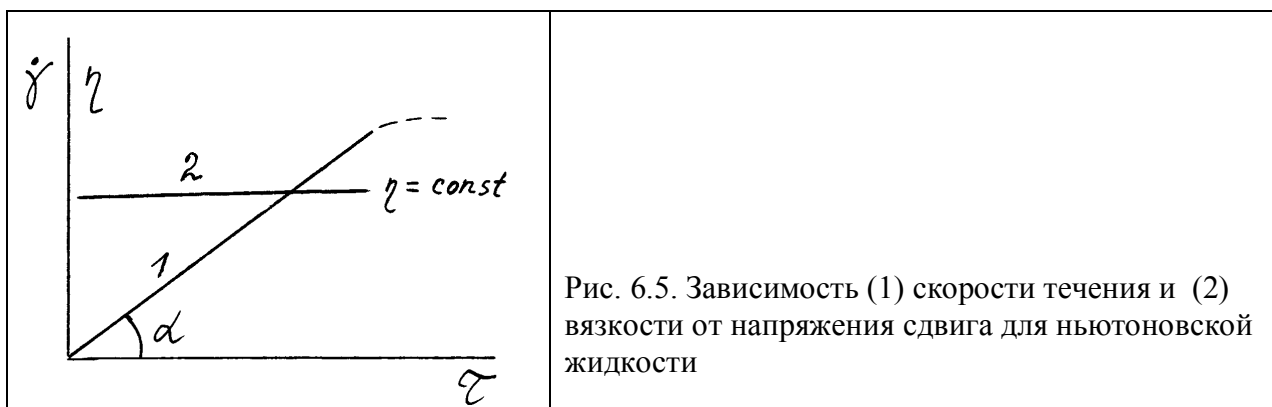 γ̇ η
2
η = const
1
α
τ
Рис. 6.5. Зависимость (1) скорости течения и (2)
вязкости от напряжения сдвига для ньютоновской
жидкости